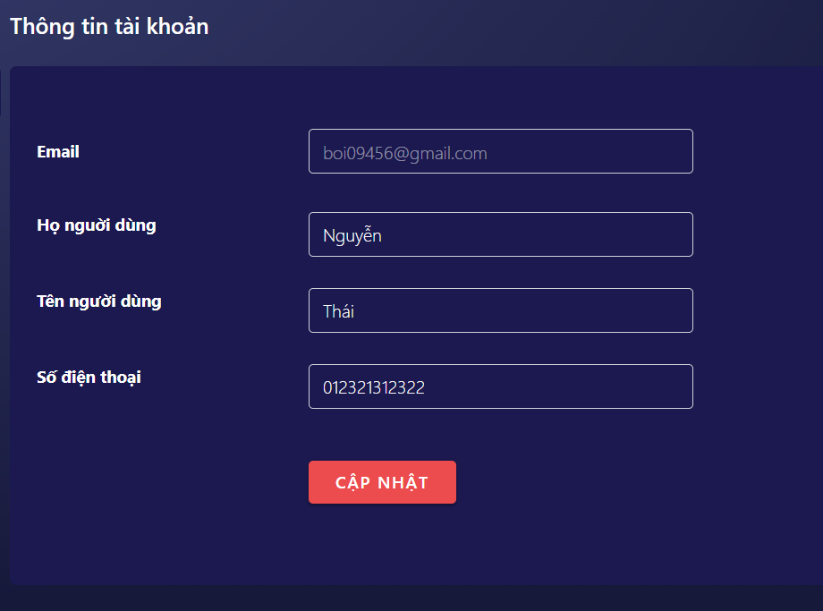 Thông tin tài khoản
Email
boi09456@gmail.com
Họ nguời dùng
Nguyễn
Tên người dùng
Thái
Số điện thoại
012321312322
CẬP NHẬT